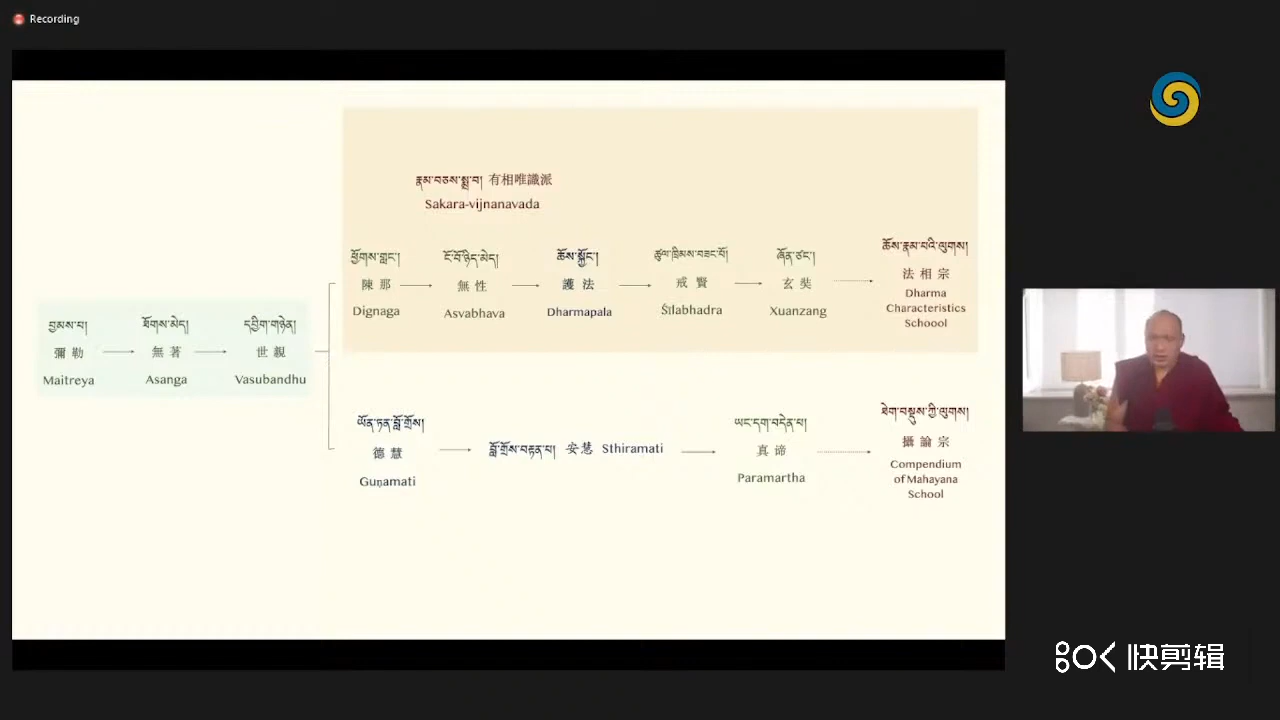 Recording
རྣམ་བཅས་སྨྲ་བ། 有相唯識派
Sakara-vijnanavada
ཕྱོགས་གླང་།
陳那
Dignaga
ངོ་བོ་ཉིད་མེད།
無性
Asvabhava
ཆོས་སྐྱོང་།
護法
Dharmapala
ཚུལ་ཁྲིམས་བཟང་པོ།
戒賢
Śīlabhadra
ཞོན་ཙང་།
玄奘
Xuanzang
ཆོས་རྣམ་པའི་ལུགས།
法相宗
Dharma
Characteristics
Schoool
བྱམས་པ།
彌勒
Maitreya
ཐོགས་མེད།
無著
Asanga
དབྱིག་གཉེན།
世親
Vasubandhu
ཡོན་ཏན་བློ་གྲོས།
德慧
Guṇamati
བློ་གྲོས་བརྟན་པ། 安慧 Sthiramati
ཡང་དག་བདེན་པ།
真谛
Paramartha
ཐེག་བསྡུས་ཀྱི་ལུགས།
攝論宗
Compendium
of Mahayana
School
快剪辑